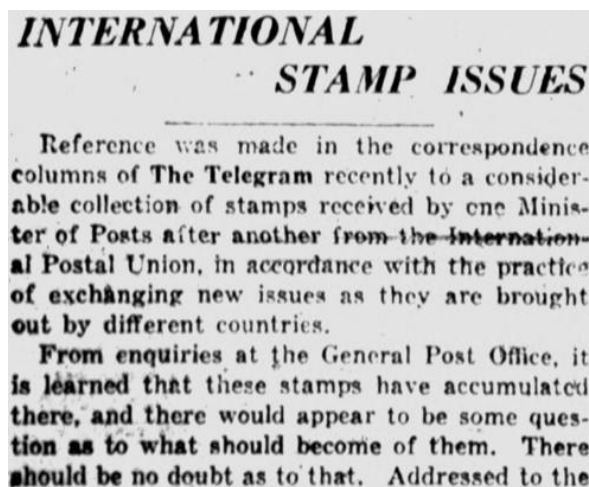 INTERNATIONAL
STAMP ISSUES
Reference was made in the correspondence
columns of The Telegram recently to a consider-
able collection of stamps received by one Minis-
ter of Posts after another from the Internation-
al Postal Union, in accordance with the practice
of exchanging new issues as they are brought
out by different countries.
From enquiries at the General Post Office, it
is learned that these stamps have accumulated
there, and there would appear to be some ques-
tion as to what should become of them. There
should be no doubt as to that. Addressed to the